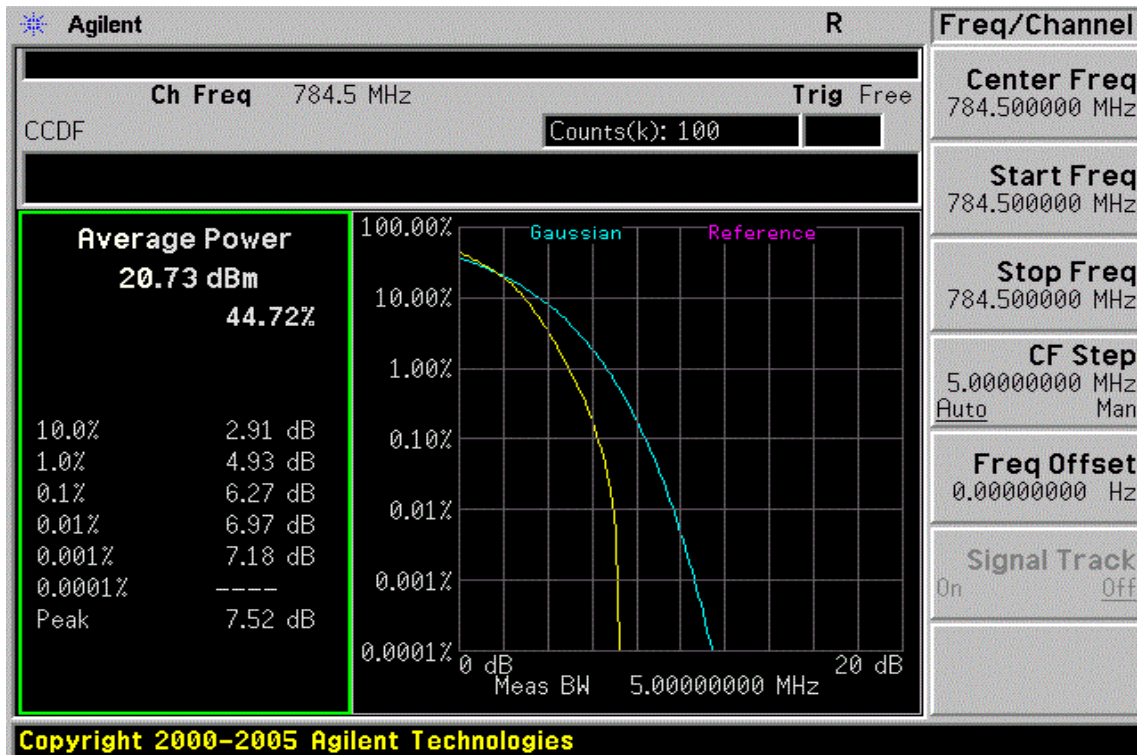 Agilent R
Ch Freq 784.5 MHz Trig Free
CCDF Counts(k): 100
Average Power
20.73 dBm
44.72%
10.0% 2.91 dB
1.0% 4.93 dB
0.1% 6.27 dB
0.01% 6.97 dB
0.001% 7.18 dB
0.0001% ----
Peak 7.52 dB
Gaussian Reference
100.00%
10.00%
1.00%
0.10%
0.01%
0.001%
0.0001%
0 dB 20 dB
Meas BW 5.00000000 MHz
Freq/Channel
Center Freq
784.500000 MHz
Start Freq
784.500000 MHz
Stop Freq
784.500000 MHz
CF Step
5.00000000 MHz
Auto Man
Freq Offset
0.00000000 Hz
Signal Track
On Off
Copyright 2000-2005 Agilent Technologies